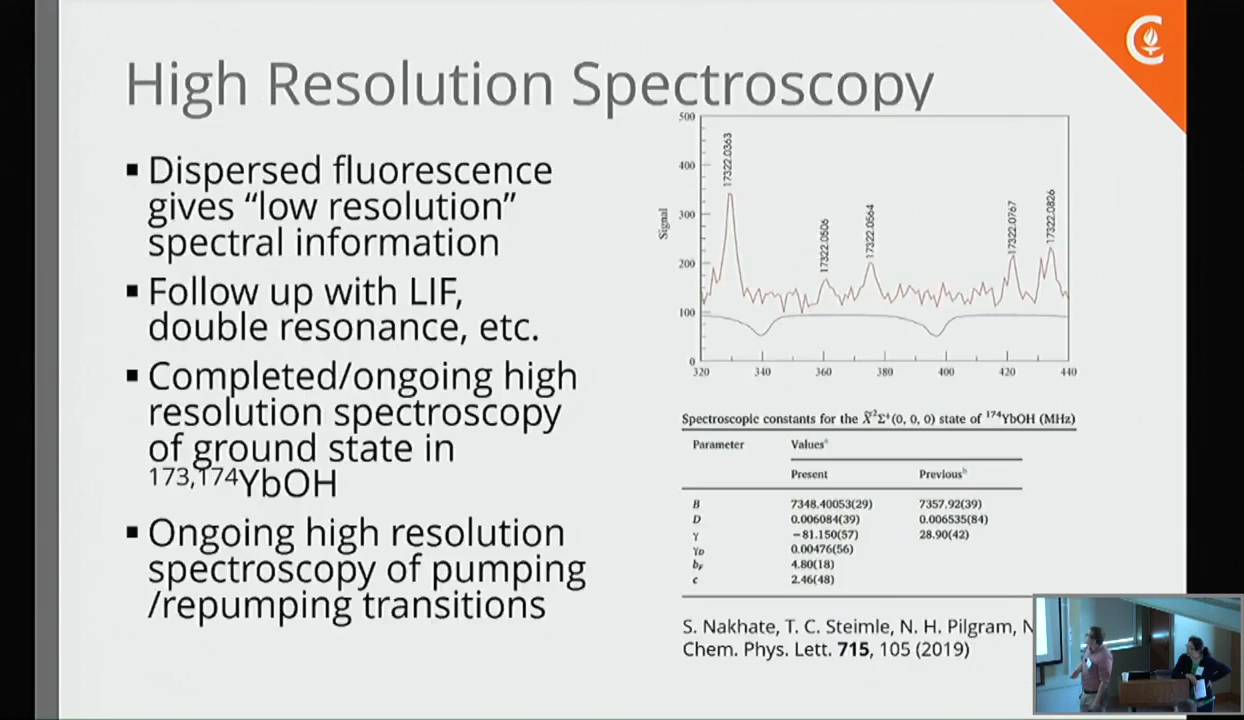 High Resolution Spectroscopy
▪ Dispersed fluorescence
gives “low resolution”
spectral information
▪ Follow up with LIF,
double resonance, etc.
▪ Completed/ongoing high
resolution spectroscopy
of ground state in
173,174YbOH
▪ Ongoing high resolution
spectroscopy of pumping
/repumping transitions
500
400
300
200
100
0
Signal
17322.0363
17322.0506
17322.0564
17322.0767
17322.0826
320 340 360 380 400 420 440
Spectroscopic constants for the X̃²Σ⁺(0, 0, 0) state of ¹⁷⁴YbOH (MHz)
Parameter Valuesᵃ
Present Previousᵇ
B 7348.40053(29) 7357.92(39)
D 0.006084(39) 0.006535(84)
γ −81.150(57) 28.90(42)
γD 0.00476(56)
bF 4.80(18)
c 2.46(48)
S. Nakhate, T. C. Steimle, N. H. Pilgram, N
Chem. Phys. Lett. 715, 105 (2019)